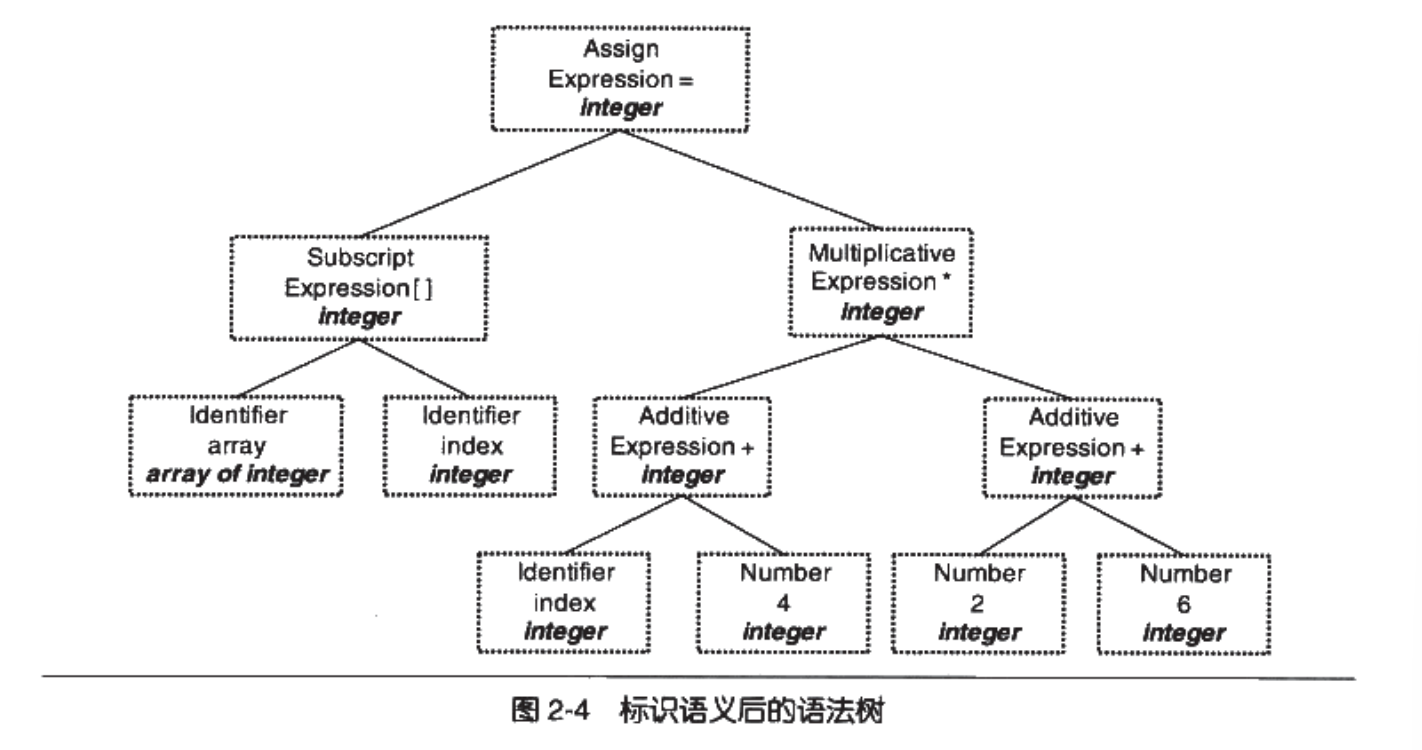 Assign
Expression =
integer
Subscript
Expression[ ]
integer
Multiplicative
Expression *
integer
Identifier
array
array of integer
Identifier
index
integer
Additive
Expression +
integer
Additive
Expression +
integer
Identifier
index
integer
Number
4
integer
Number
2
integer
Number
6
integer
图 2-4 标识语义后的语法树